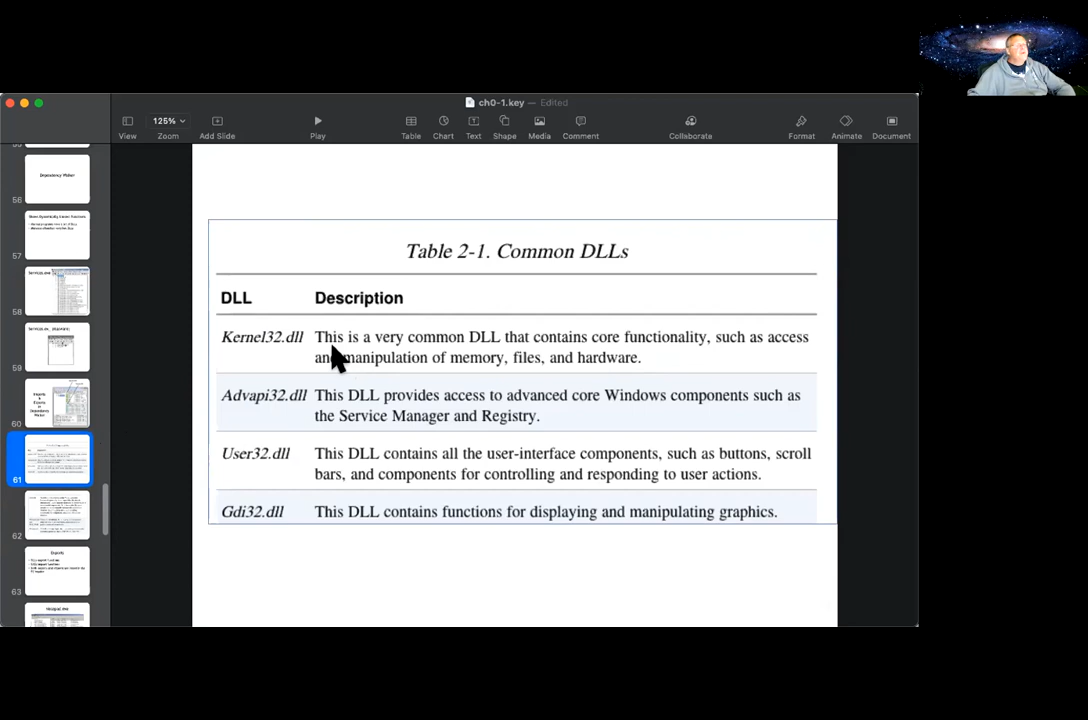 ch0-1.key — Edited
125%
View
Zoom
Add Slide
Play
Table
Chart
Text
Shape
Media
Comment
Collaborate
Format
Animate
Document
56
57
58
59
60
61
62
63
Dependency Walker
Exports
Table 2-1. Common DLLs
DLL Description
Kernel32.dll This is a very common DLL that contains core functionality, such as access
and manipulation of memory, files, and hardware.
Advapi32.dll This DLL provides access to advanced core Windows components such as
the Service Manager and Registry.
User32.dll This DLL contains all the user-interface components, such as buttons, scroll
bars, and components for controlling and responding to user actions.
Gdi32.dll This DLL contains functions for displaying and manipulating graphics.